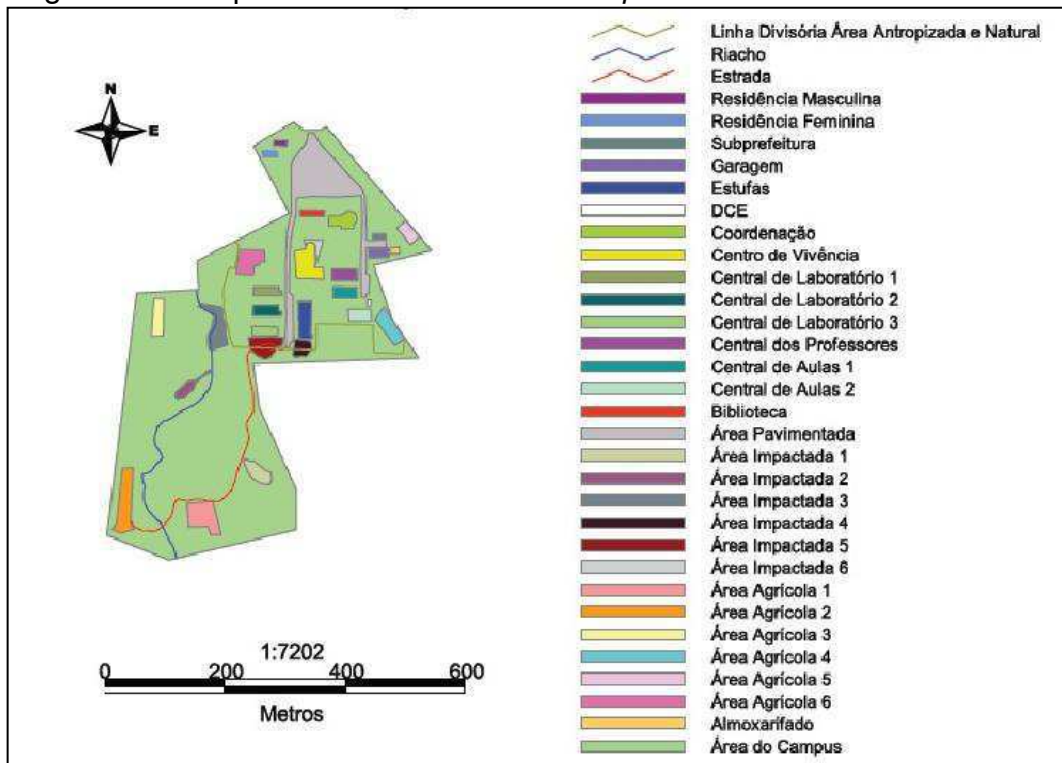 N
E
1:7202
0 200 400 600
Metros
Linha Divisória Área Antropizada e Natural
Riacho
Estrada
Residência Masculina
Residência Feminina
Subprefeitura
Garagem
Estufas
DCE
Coordenação
Centro de Vivência
Central de Laboratório 1
Central de Laboratório 2
Central de Laboratório 3
Central dos Professores
Central de Aulas 1
Central de Aulas 2
Biblioteca
Área Pavimentada
Área Impactada 1
Área Impactada 2
Área Impactada 3
Área Impactada 4
Área Impactada 5
Área Impactada 6
Área Agrícola 1
Área Agrícola 2
Área Agrícola 3
Área Agrícola 4
Área Agrícola 5
Área Agrícola 6
Almoxarifado
Área do Campus